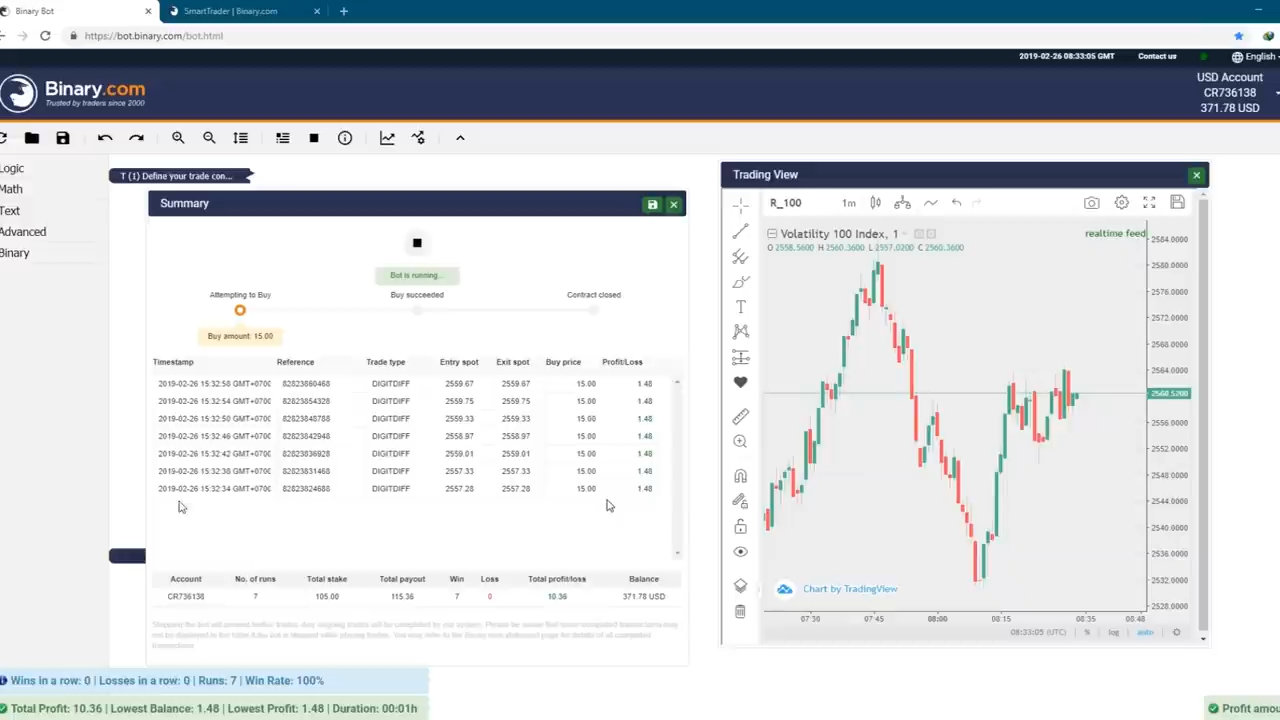 Binary Bot
SmartTrader | Binary.com
https://bot.binary.com/bot.html
2019-02-26 08:33:05 GMT
Contact us
English
Binary.com
Trusted by traders since 2000
USD Account
CR736138
371.78 USD
Logic
Math
Text
Advanced
Binary
T (1) Define your trade con...
Summary
Bot is running...
Attempting to Buy
Buy succeeded
Contract closed
Buy amount: 15.00
Timestamp Reference Trade type Entry spot Exit spot Buy price Profit/Loss
2019-02-26 15:32:58 GMT+070( 82823860468 DIGITDIFF 2559.67 2559.67 15.00 1.48
2019-02-26 15:32:54 GMT+070( 82823854328 DIGITDIFF 2559.75 2559.75 15.00 1.48
2019-02-26 15:32:50 GMT+070( 82823848788 DIGITDIFF 2559.33 2559.33 15.00 1.48
2019-02-26 15:32:46 GMT+070( 82823842948 DIGITDIFF 2558.97 2558.97 15.00 1.48
2019-02-26 15:32:42 GMT+070( 82823836928 DIGITDIFF 2559.01 2559.01 15.00 1.48
2019-02-26 15:32:38 GMT+070( 82823831468 DIGITDIFF 2557.33 2557.33 15.00 1.48
2019-02-26 15:32:34 GMT+070( 82823824688 DIGITDIFF 2557.28 2557.28 15.00 1.48
Account No. of runs Total stake Total payout Win Loss Total profit/loss Balance
CR736138 7 105.00 115.36 7 0 10.36 371.78 USD
Wins in a row: 0 | Losses in a row: 0 | Runs: 7 | Win Rate: 100%
Total Profit: 10.36 | Lowest Balance: 1.48 | Lowest Profit: 1.48 | Duration: 00:01h
Trading View
R_100 1m
Volatility 100 Index, 1
O 2558.5600 H 2560.3600 L 2557.0200 C 2560.3600
realtime feed
2584.0000
2580.0000
2576.0000
2572.0000
2568.0000
2564.0000
2560.5200
2556.0000
2552.0000
2548.0000
2544.0000
2540.0000
2536.0000
2532.0000
2528.0000
Chart by TradingView
07:30 07:45 08:00 08:15 08:35 08:48
08:33:05 (UTC) % log auto
Profit amou